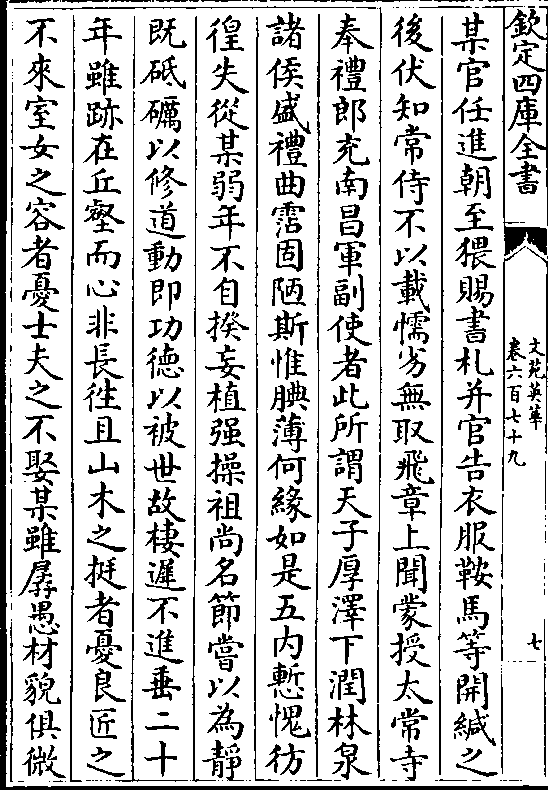 欽定四庫全書
文苑英華
卷六百七十九
七
某官任進朝至猥賜書札并官告衣服鞍馬等開緘之
後伏知常侍不以載懦劣無取飛章上聞蒙授太常寺
奉禮郎充南昌軍副使者此所謂天子厚澤下潤林泉
諸侯盛禮曲霑固陋斯惟腆薄何緣如是五内慙愧彷
徨失從某弱年不自揆妄植强操祖尚名節嘗以為靜
既砥礪以修道動即功德以被世故棲遲不進垂二十
年雖跡在丘壑而心非長徃且山木之挺者憂良匠之
不來室女之容者憂士夫之不娶某雖孱愚材貌俱微